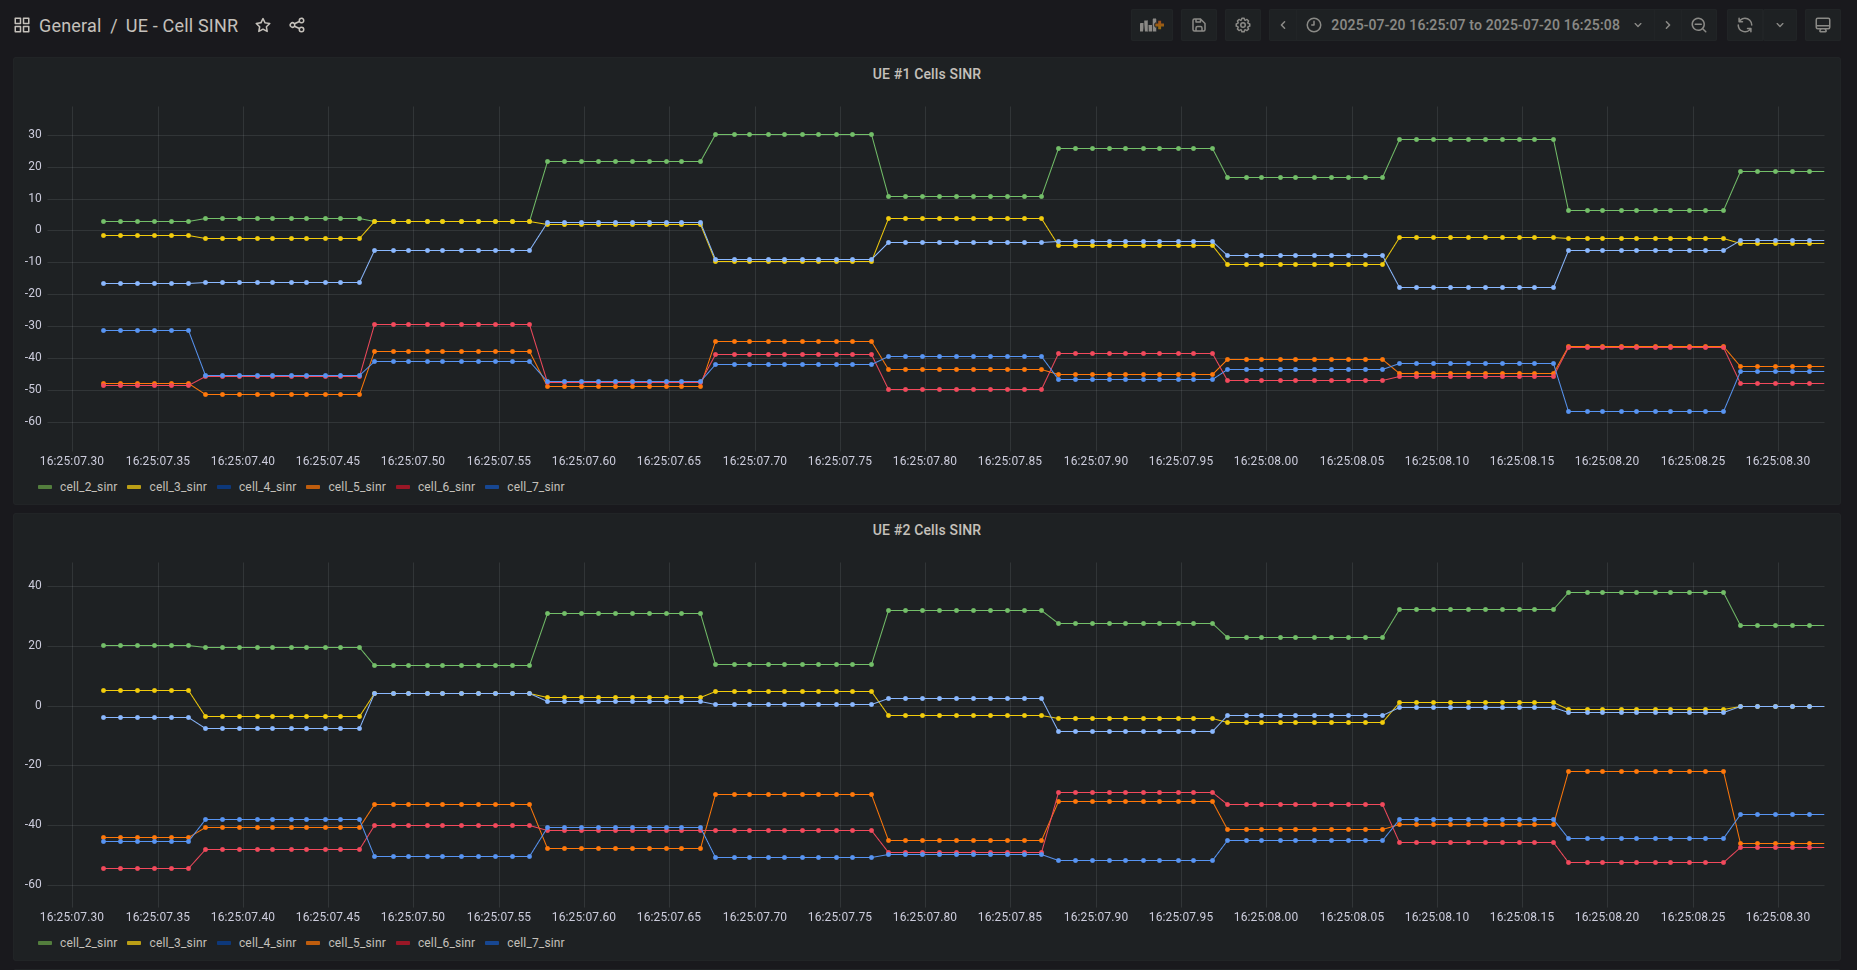 General / UE - Cell SINR 2025-07-20 16:25:07 to 2025-07-20 16:25:08
UE #1 Cells SINR
30
20
10
0
-10
-20
-30
-40
-50
-60
16:25:07.30 16:25:07.35 16:25:07.40 16:25:07.45 16:25:07.50 16:25:07.55 16:25:07.60 16:25:07.65 16:25:07.70 16:25:07.75 16:25:07.80 16:25:07.85 16:25:07.90 16:25:07.95 16:25:08.00 16:25:08.05 16:25:08.10 16:25:08.15 16:25:08.20 16:25:08.25 16:25:08.30
cell_2_sinr cell_3_sinr cell_4_sinr cell_5_sinr cell_6_sinr cell_7_sinr
UE #2 Cells SINR
40
20
0
-20
-40
-60
16:25:07.30 16:25:07.35 16:25:07.40 16:25:07.45 16:25:07.50 16:25:07.55 16:25:07.60 16:25:07.65 16:25:07.70 16:25:07.75 16:25:07.80 16:25:07.85 16:25:07.90 16:25:07.95 16:25:08.00 16:25:08.05 16:25:08.10 16:25:08.15 16:25:08.20 16:25:08.25 16:25:08.30
cell_2_sinr cell_3_sinr cell_4_sinr cell_5_sinr cell_6_sinr cell_7_sinr